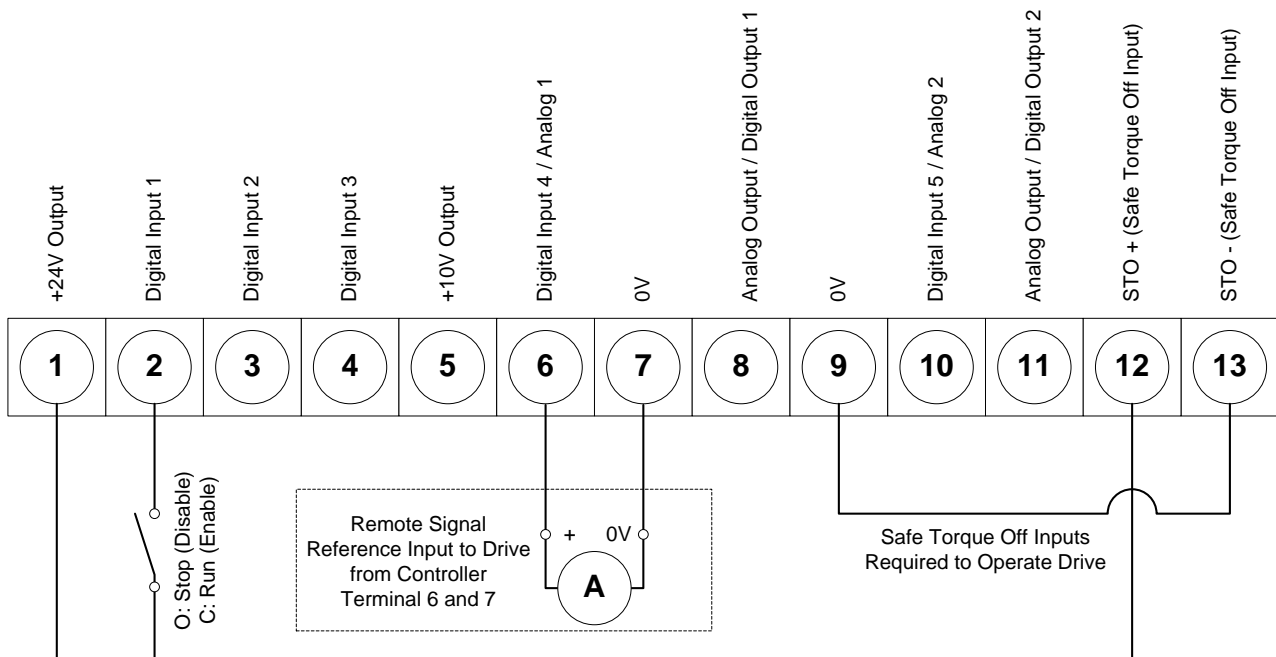 +24V Output
Digital Input 1
Digital Input 2
Digital Input 3
+10V Output
Digital Input 4 / Analog 1
0V
Analog Output / Digital Output 1
0V
Digital Input 5 / Analog 2
Analog Output / Digital Output 2
STO + (Safe Torque Off Input)
STO - (Safe Torque Off Input)
1 2 3 4 5 6 7 8 9 10 11 12 13
O: Stop (Disable)
C: Run (Enable)
Remote Signal
Reference Input to Drive
from Controller
Terminal 6 and 7
+ 0V
A
Safe Torque Off Inputs
Required to Operate Drive